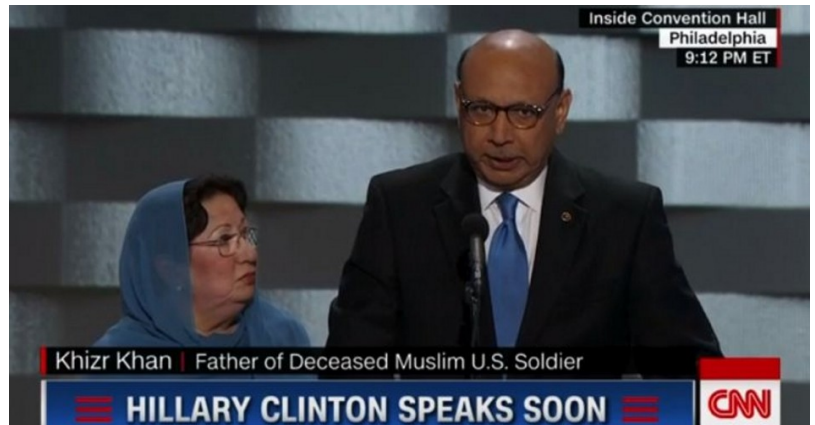 Inside Convention Hall
Philadelphia
9:12 PM ET
Khizr Khan | Father of Deceased Muslim U.S. Soldier
HILLARY CLINTON SPEAKS SOON
CNN